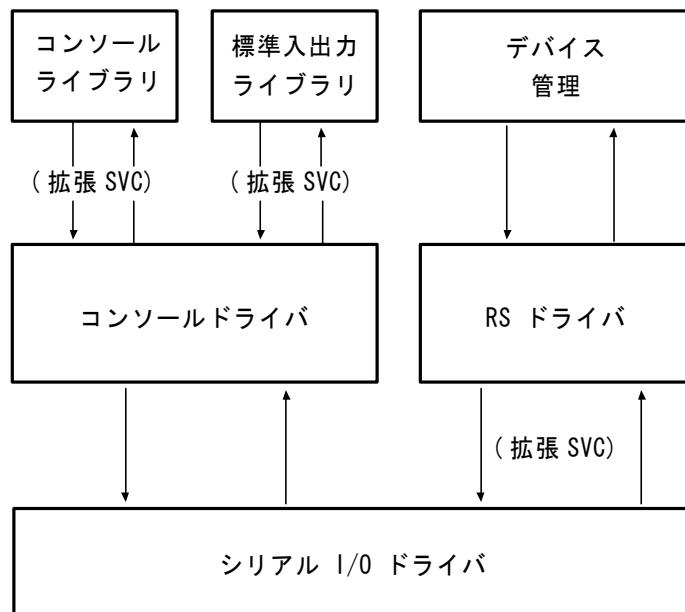 コンソール
ライブラリ
標準入出力
ライブラリ
デバイス
管理
( 拡張 SVC)
( 拡張 SVC)
コンソールドライバ
RS ドライバ
( 拡張 SVC)
シリアル I/O ドライバ